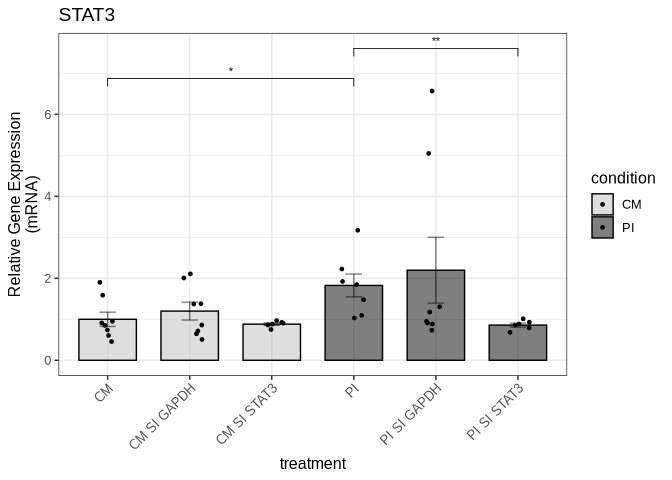 STAT3
**
*
Relative Gene Expression
(mRNA)
6
4
2
0
CM
CM SI GAPDH
CM SI STAT3
PI
PI SI GAPDH
PI SI STAT3
treatment
condition
CM
PI